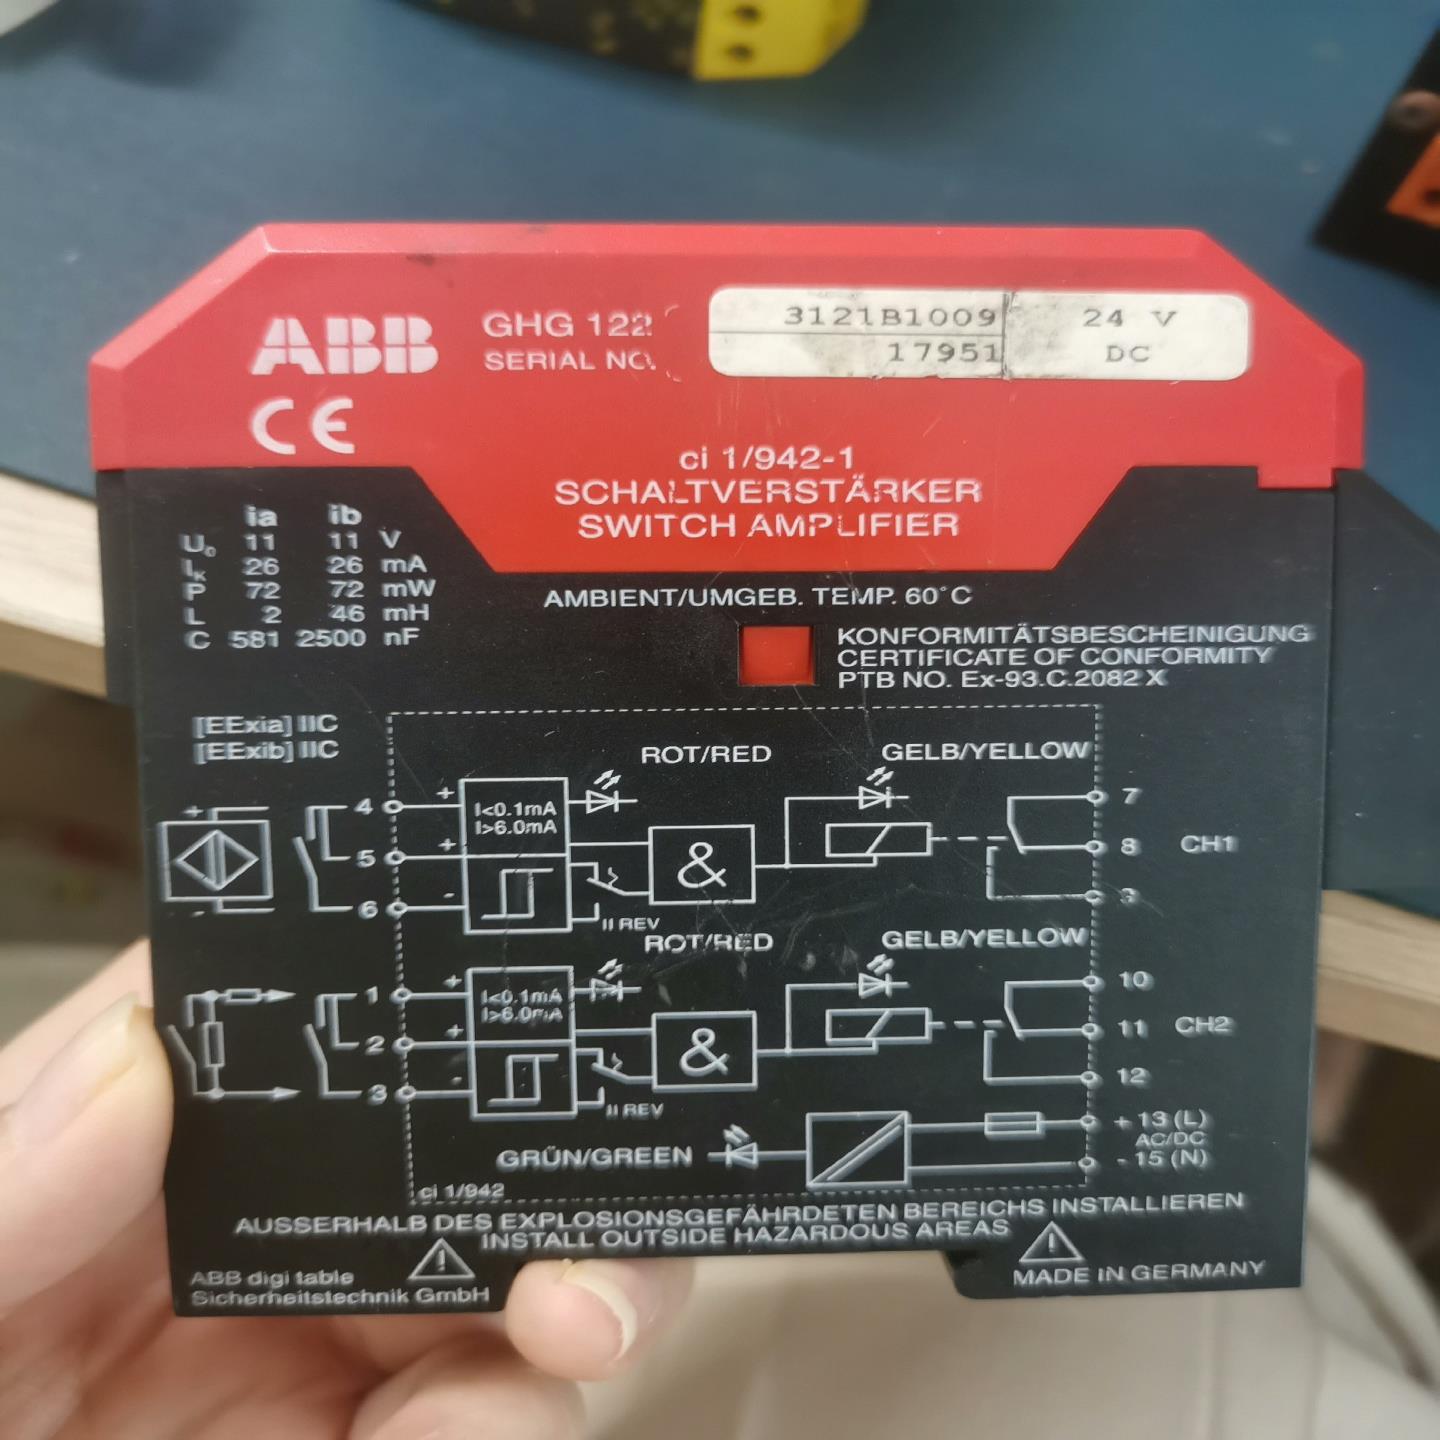 ABB
GHG 122
3121B1009
24 V
SERIAL NO.
17951
DC
CE
ci 1/942-1
SCHALTVERSTÄRKER
SWITCH AMPLIFIER
ia ib
Uo 11 11 V
IK 26 26 mA
P 72 72 mW
L 2 46 mH
C 581 2500 nF
AMBIENT/UMGEB. TEMP. 60°C
KONFORMITÄTSBESCHEINIGUNG
CERTIFICATE OF CONFORMITY
PTB NO. Ex-93.C.2082 X
[EExia] IIC
[EExib] IIC
ROT/RED
GELB/YELLOW
+ 4 + I<0.1mA 7
I>6.0mA
5 + & 8 CH1
- 6 - 9
II REV
ROT/RED
GELB/YELLOW
1 + I<0.1mA 10
I>6.0mA
2 + & 11 CH2
3 - 12
II REV
+ 13 (L)
AC/DC
GRÜN/GREEN
- 15 (N)
ci 1/942
AUSSERHALB DES EXPLOSIONSGEFÄHRDETEN BEREICHS INSTALLIEREN
INSTALL OUTSIDE HAZARDOUS AREAS
ABB digi table
Sicherheitstechnik GmbH
MADE IN GERMANY